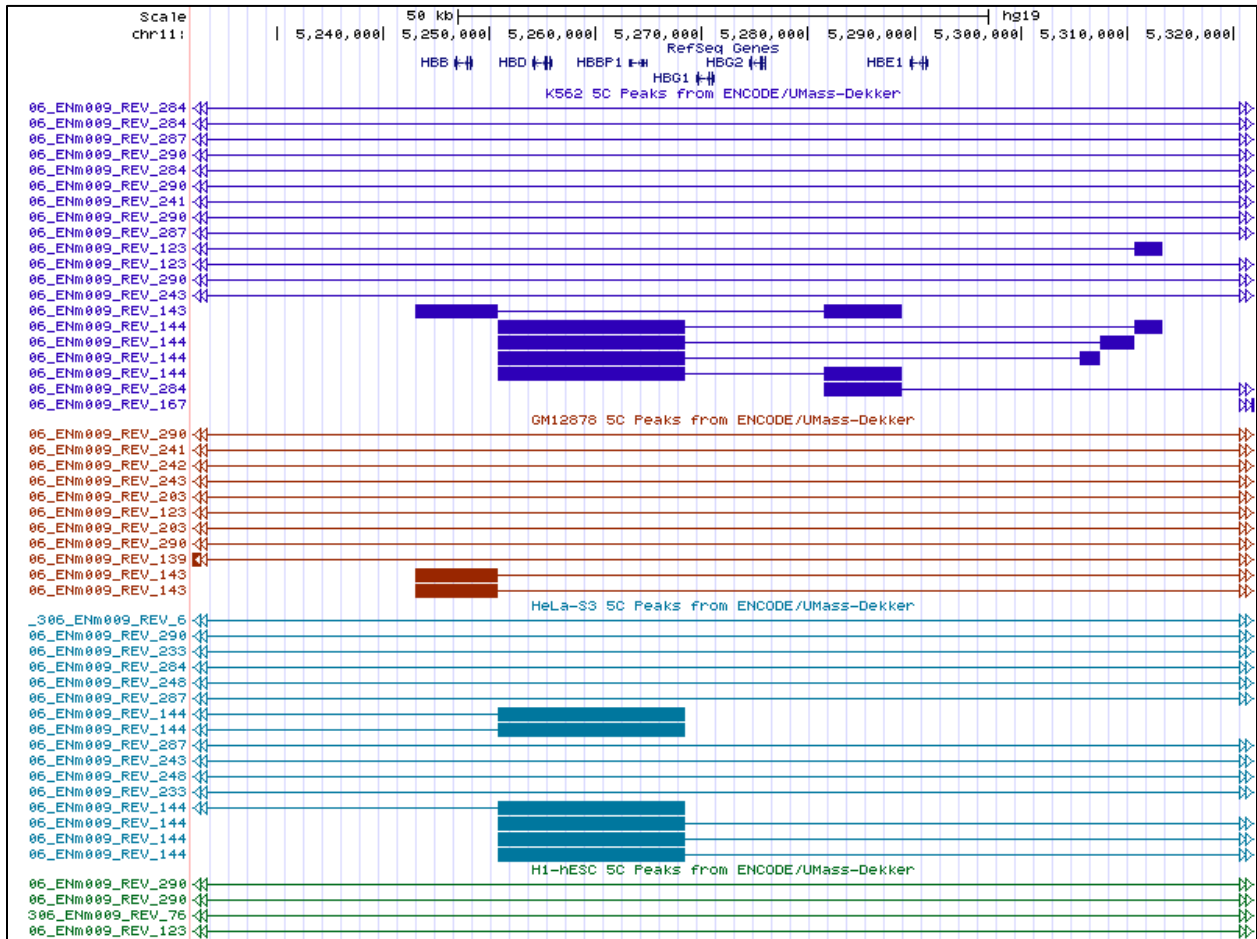 Scale 50 kb hg19
chr11: | 5,240,000| 5,250,000| 5,260,000| 5,270,000| 5,280,000| 5,290,000| 5,300,000| 5,310,000| 5,320,000|
RefSeq Genes
HBB HBD HBBP1 HBG2 HBE1
HBG1
K562 5C Peaks from ENCODE/UMass-Dekker
06_ENm009_REV_284
06_ENm009_REV_284
06_ENm009_REV_287
06_ENm009_REV_290
06_ENm009_REV_284
06_ENm009_REV_290
06_ENm009_REV_241
06_ENm009_REV_290
06_ENm009_REV_287
06_ENm009_REV_123
06_ENm009_REV_123
06_ENm009_REV_290
06_ENm009_REV_243
06_ENm009_REV_143
06_ENm009_REV_144
06_ENm009_REV_144
06_ENm009_REV_144
06_ENm009_REV_144
06_ENm009_REV_284
06_ENm009_REV_167
GM12878 5C Peaks from ENCODE/UMass-Dekker
06_ENm009_REV_290
06_ENm009_REV_241
06_ENm009_REV_242
06_ENm009_REV_243
06_ENm009_REV_203
06_ENm009_REV_123
06_ENm009_REV_203
06_ENm009_REV_290
06_ENm009_REV_139
06_ENm009_REV_143
06_ENm009_REV_143
HeLa-S3 5C Peaks from ENCODE/UMass-Dekker
_306_ENm009_REV_6
06_ENm009_REV_290
06_ENm009_REV_233
06_ENm009_REV_284
06_ENm009_REV_248
06_ENm009_REV_287
06_ENm009_REV_144
06_ENm009_REV_144
06_ENm009_REV_287
06_ENm009_REV_243
06_ENm009_REV_248
06_ENm009_REV_233
06_ENm009_REV_144
06_ENm009_REV_144
06_ENm009_REV_144
06_ENm009_REV_144
H1-hESC 5C Peaks from ENCODE/UMass-Dekker
06_ENm009_REV_290
06_ENm009_REV_290
306_ENm009_REV_76
06_ENm009_REV_123